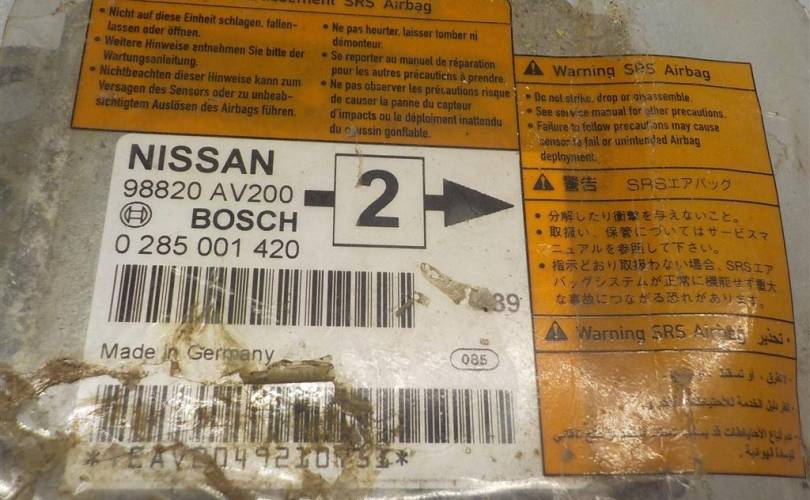 SRS Airbag
• Nicht auf diese Einheit schlagen, fallen-
lassen oder öffnen.
• Weitere Hinweise entnehmen Sie bitte der
Wartungsanleitung.
• Nichtbeachten dieser Hinweise kann zum
Versagen des Sensors oder zu unbeab-
sichtigtem Auslösen des Airbags führen.
• Ne pas heurter, laisser tomber ni
démonteur.
• Se reporter au manuel de réparation
pour les autres précautions à prendre.
• Ne pas observer les précautions risque
de causer la panne du capteur
d'impacts ou le déploiement inattendu
du coussin gonflable.
Warning SRS Airbag
• Do not strike, drop or disassemble.
• See service manual for other precautions.
• Failure to follow precautions may cause
sensor to fail or unintended Airbag
deployment.
警告 SRSエアバッグ
• 分解したり衝撃を与えないこと。
• 取扱い、保管についてはサービスマ
ニュアルを参照して下さい。
• 指示どおり取扱わない場合、SRSエア
バッグシステムが正常に機能せず重大
な事故につながる恐れがあります。
Warning SRS Airbag تحذير •
NISSAN
98820 AV200
BOSCH
0 285 001 420
2
39
Made in Germany
085